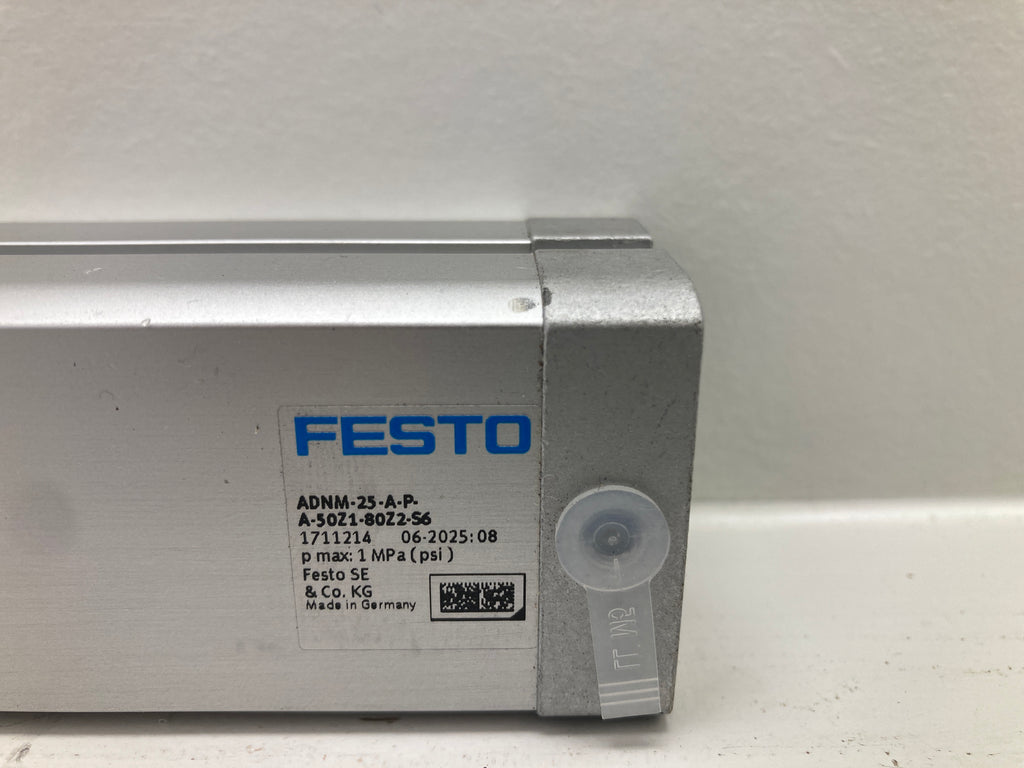 FESTO
ADNM-25-A-P-
A-50Z1-80Z2-S6
1711214 06-2025:08
p max: 1 MPa (psi)
Festo SE
& Co. KG
Made in Germany